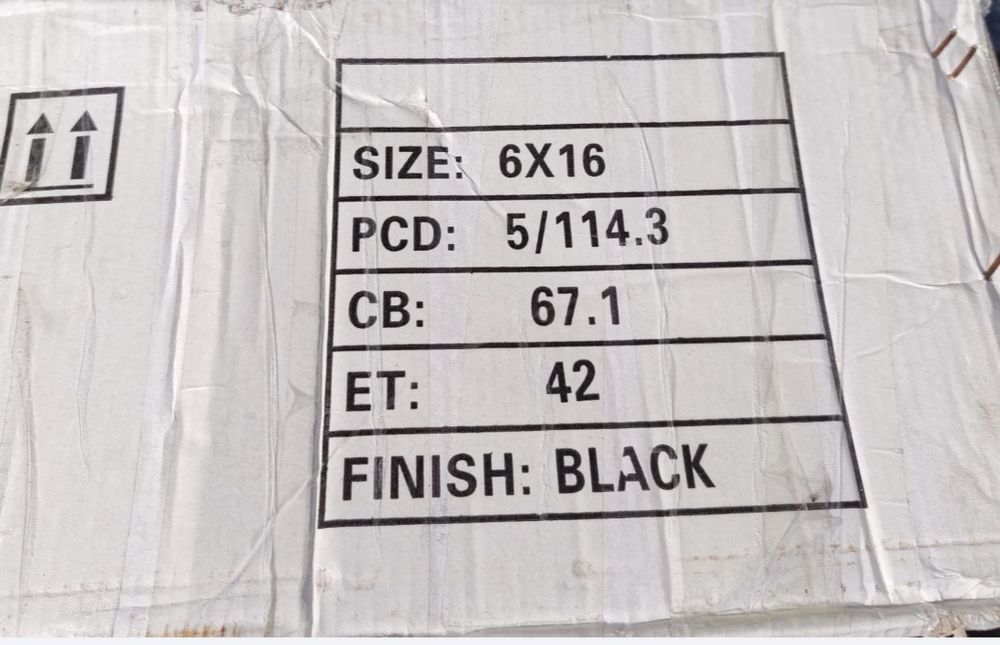 SIZE: 6X16
PCD: 5/114.3
CB: 67.1
ET: 42
FINISH: BLACK